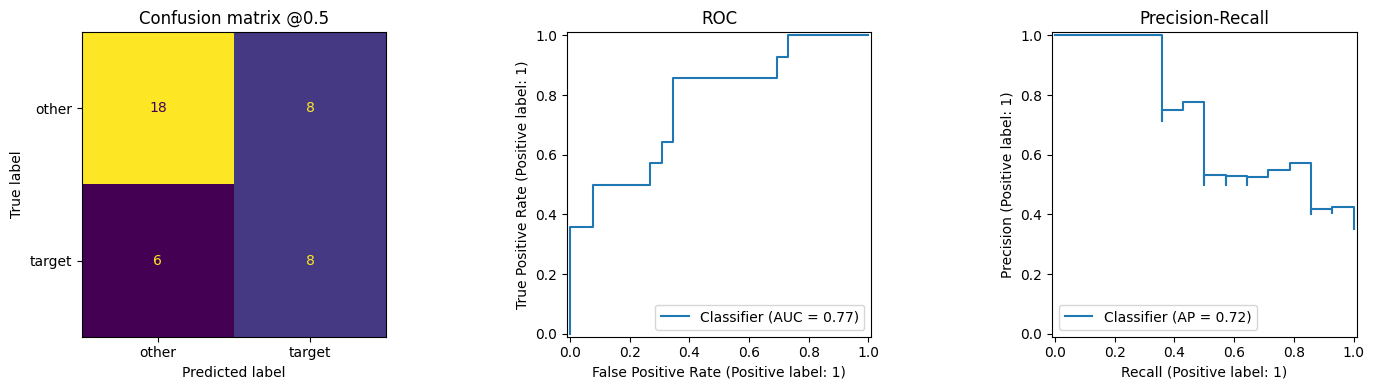 Confusion matrix @0.5
True label
other
target
18
8
6
8
other
target
Predicted label
ROC
True Positive Rate (Positive label: 1)
1.0
0.8
0.6
0.4
0.2
0.0
Classifier (AUC = 0.77)
0.0 0.2 0.4 0.6 0.8 1.0
False Positive Rate (Positive label: 1)
Precision-Recall
Precision (Positive label: 1)
1.0
0.8
0.6
0.4
0.2
0.0
Classifier (AP = 0.72)
0.0 0.2 0.4 0.6 0.8 1.0
Recall (Positive label: 1)